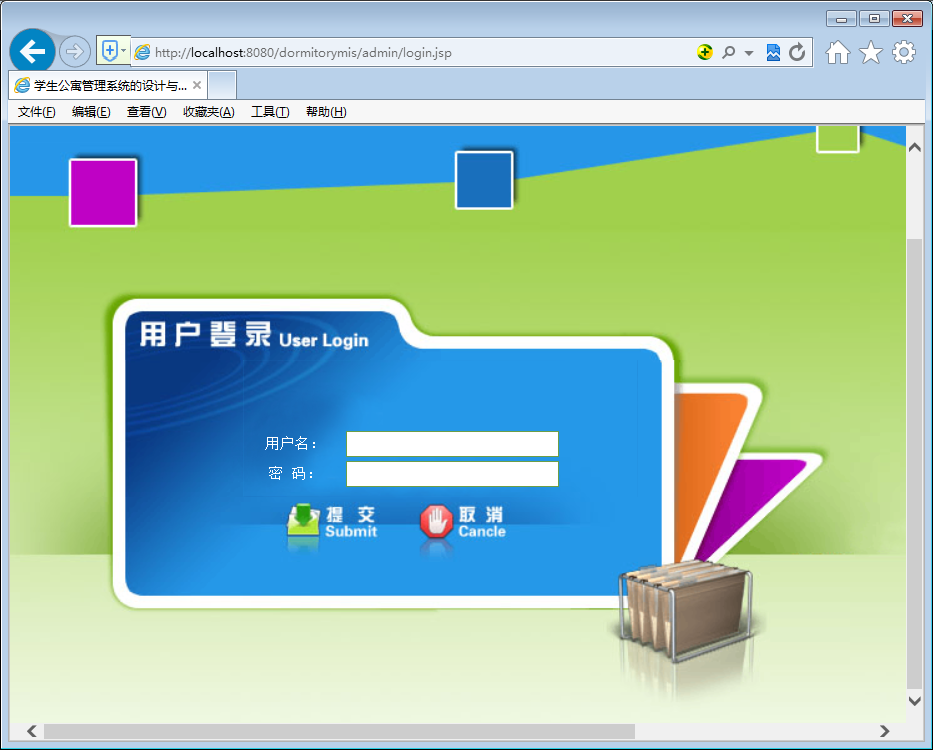 http://localhost:8080/dormitorymis/admin/login.jsp
学生公寓管理系统的设计与...
文件(F) 编辑(E) 查看(V) 收藏夹(A) 工具(T) 帮助(H)
用户登录 User Login
用户名：
密 码：
提 交 取 消
Submit Cancle